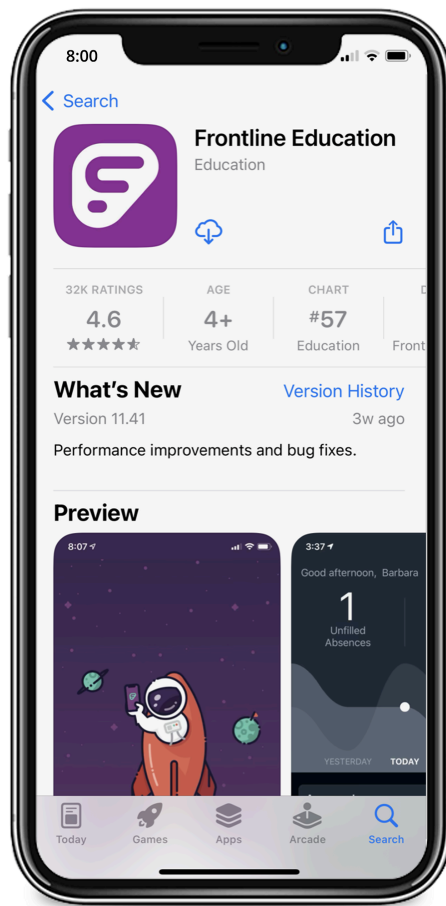 8:00
Search
Frontline Education
Education
32K RATINGS
4.6
AGE
4+
Years Old
CHART
#57
Education
Front
What's New
Version History
Version 11.41
3w ago
Performance improvements and bug fixes.
Preview
8:07
3:37
Good afternoon, Barbara
1
Unfilled
Absences
YESTERDAY
TODAY
Today
Games
Apps
Arcade
Search